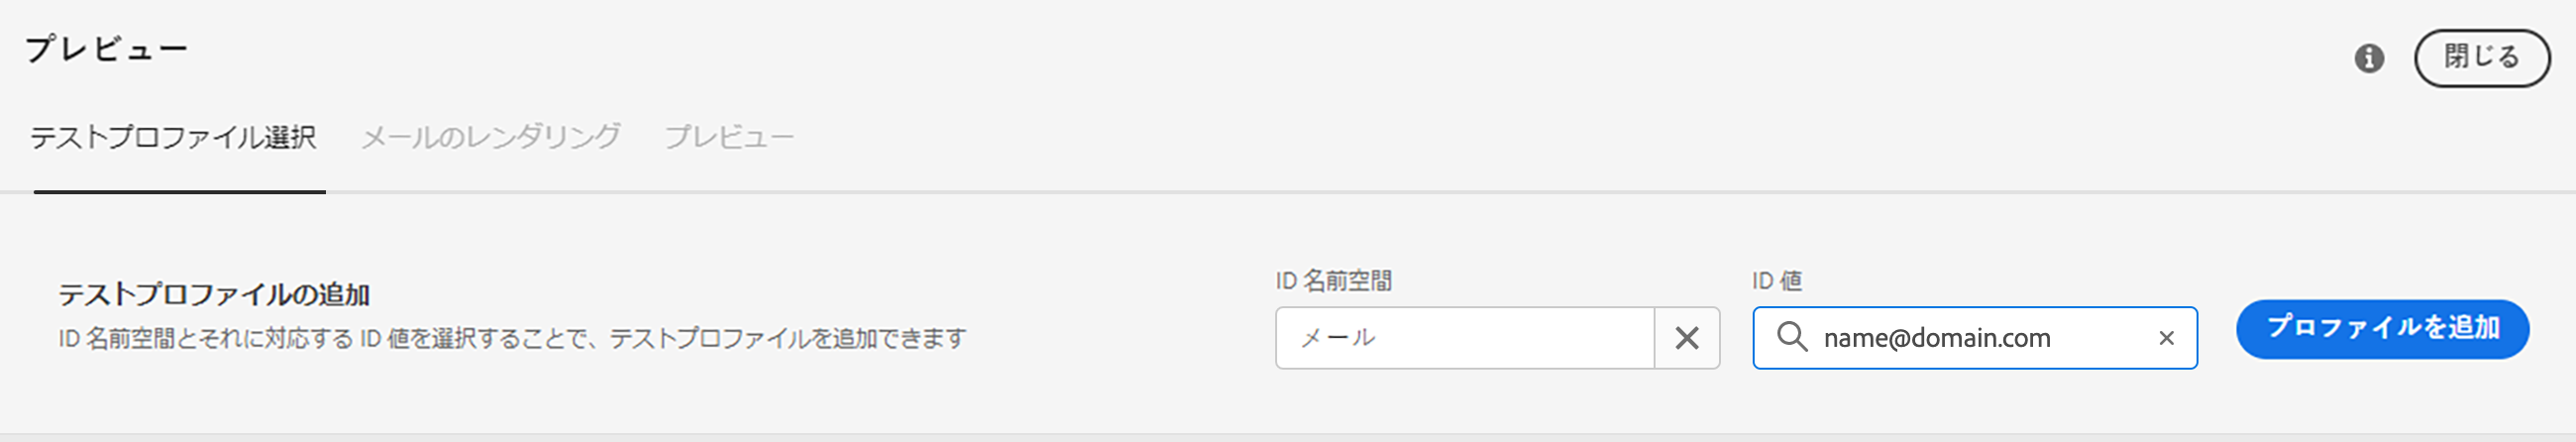 プレビュー
閉じる
テストプロファイル選択 メールのレンダリング プレビュー
ID 名前空間 ID 値
テストプロファイルの追加
ID 名前空間とそれに対応する ID 値を選択することで、テストプロファイルを追加できます
メール name@domain.com プロファイルを追加